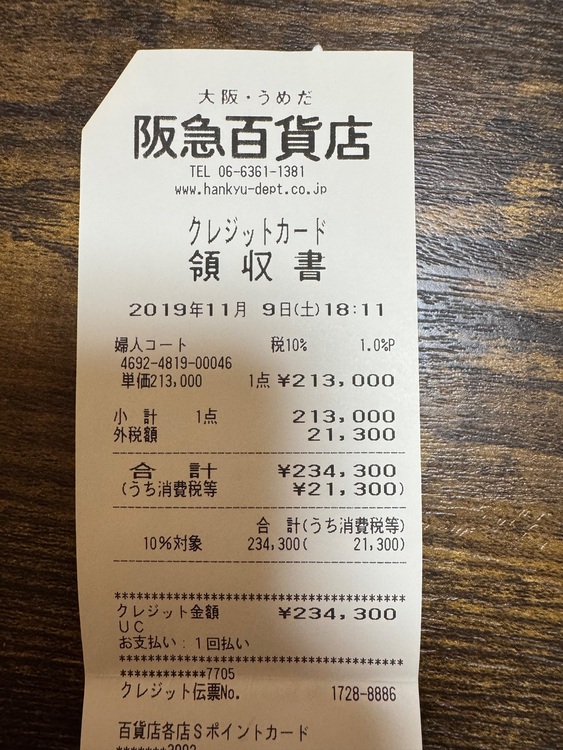 大阪・うめだ
阪急百貨店
TEL 06-6361-1381
www.hankyu-dept.co.jp
クレジットカード
領収書
2019年11月 9日(土)18:11
婦人コート 税10% 1.0%P
4692-4819-00046
単価213,000 1点 ¥213,000
小 計 1点 213,000
外税額 21,300
合 計 ¥234,300
(うち消費税等 ¥21,300)
合 計(うち消費税等)
10%対象 234,300( 21,300)
****************************************
クレジット金額 ¥234,300
UC
お支払い:1回払い
****************************************
************7705
クレジット伝票No. 1728-8886
百貨店各店Sポイントカード